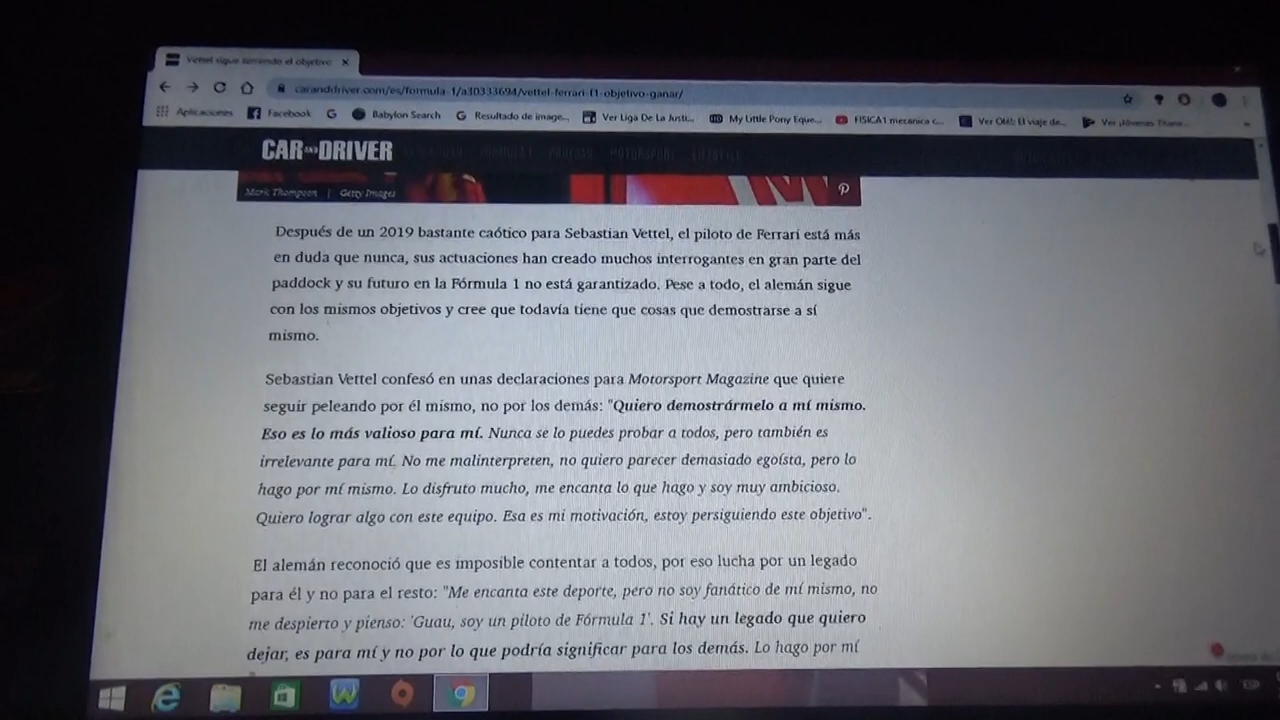 Vettel sigue teniendo el objetivo
caranddriver.com/es/formula-1/a30333694/vettel-ferrari-f1-objetivo-ganar/
Aplicaciones Facebook Babylon Search Resultado de image... Ver Liga De La Justi... My Little Pony Eque... FISICA1 mecanica c... Ver Olé!: El viaje de... Ver ¡Jóvenes Titane...
CAR AND DRIVER MOTORSPORT LIFESTYLE
Mark Thompson | Getty Images
Después de un 2019 bastante caótico para Sebastian Vettel, el piloto de Ferrari está más
en duda que nunca, sus actuaciones han creado muchos interrogantes en gran parte del
paddock y su futuro en la Fórmula 1 no está garantizado. Pese a todo, el alemán sigue
con los mismos objetivos y cree que todavía tiene que cosas que demostrarse a sí
mismo.
Sebastian Vettel confesó en unas declaraciones para Motorsport Magazine que quiere
seguir peleando por él mismo, no por los demás: "Quiero demostrármelo a mí mismo.
Eso es lo más valioso para mí. Nunca se lo puedes probar a todos, pero también es
irrelevante para mí. No me malinterpreten, no quiero parecer demasiado egoísta, pero lo
hago por mí mismo. Lo disfruto mucho, me encanta lo que hago y soy muy ambicioso.
Quiero lograr algo con este equipo. Esa es mi motivación, estoy persiguiendo este objetivo".
El alemán reconoció que es imposible contentar a todos, por eso lucha por un legado
para él y no para el resto: "Me encanta este deporte, pero no soy fanático de mí mismo, no
me despierto y pienso: 'Guau, soy un piloto de Fórmula 1'. Si hay un legado que quiero
dejar, es para mí y no por lo que podría significar para los demás. Lo hago por mí